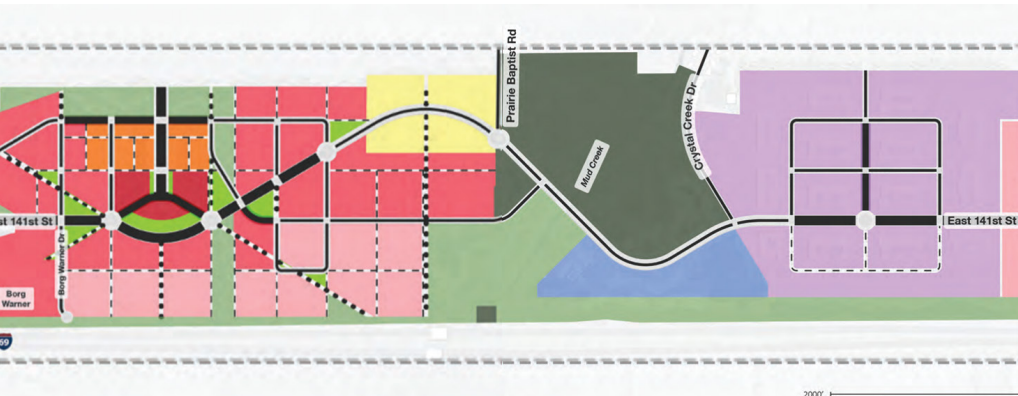 Prairie Baptist Rd
Crystal Creek Dr
Mud Creek
st 141st St
East 141st St
Borg Warner Dr
Borg
Warner
69
2000'